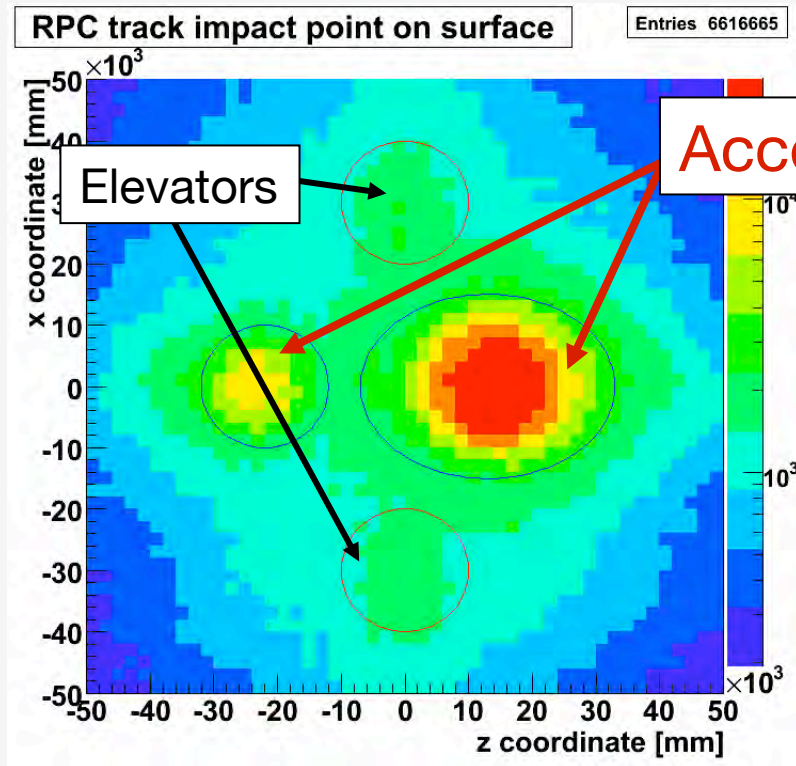 RPC track impact point on surface
Entries 6616665
×10³
50
40
Elevators
Acce
3
20
10
0
-10
-20
-30
-40
-50
x coordinate [mm]
10⁴
10³
×10³
-50 -40 -30 -20 -10 0 10 20 30 40 50
z coordinate [mm]